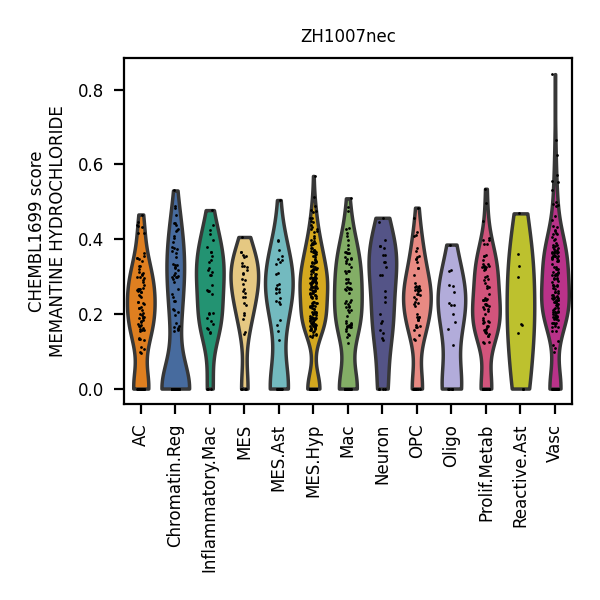 ZH1007nec
CHEMBL1699 score
MEMANTINE HYDROCHLORIDE
0.8
0.6
0.4
0.2
0.0
AC
Chromatin.Reg
Inflammatory.Mac
MES
MES.Ast
MES.Hyp
Mac
Neuron
OPC
Oligo
Prolif.Metab
Reactive.Ast
Vasc